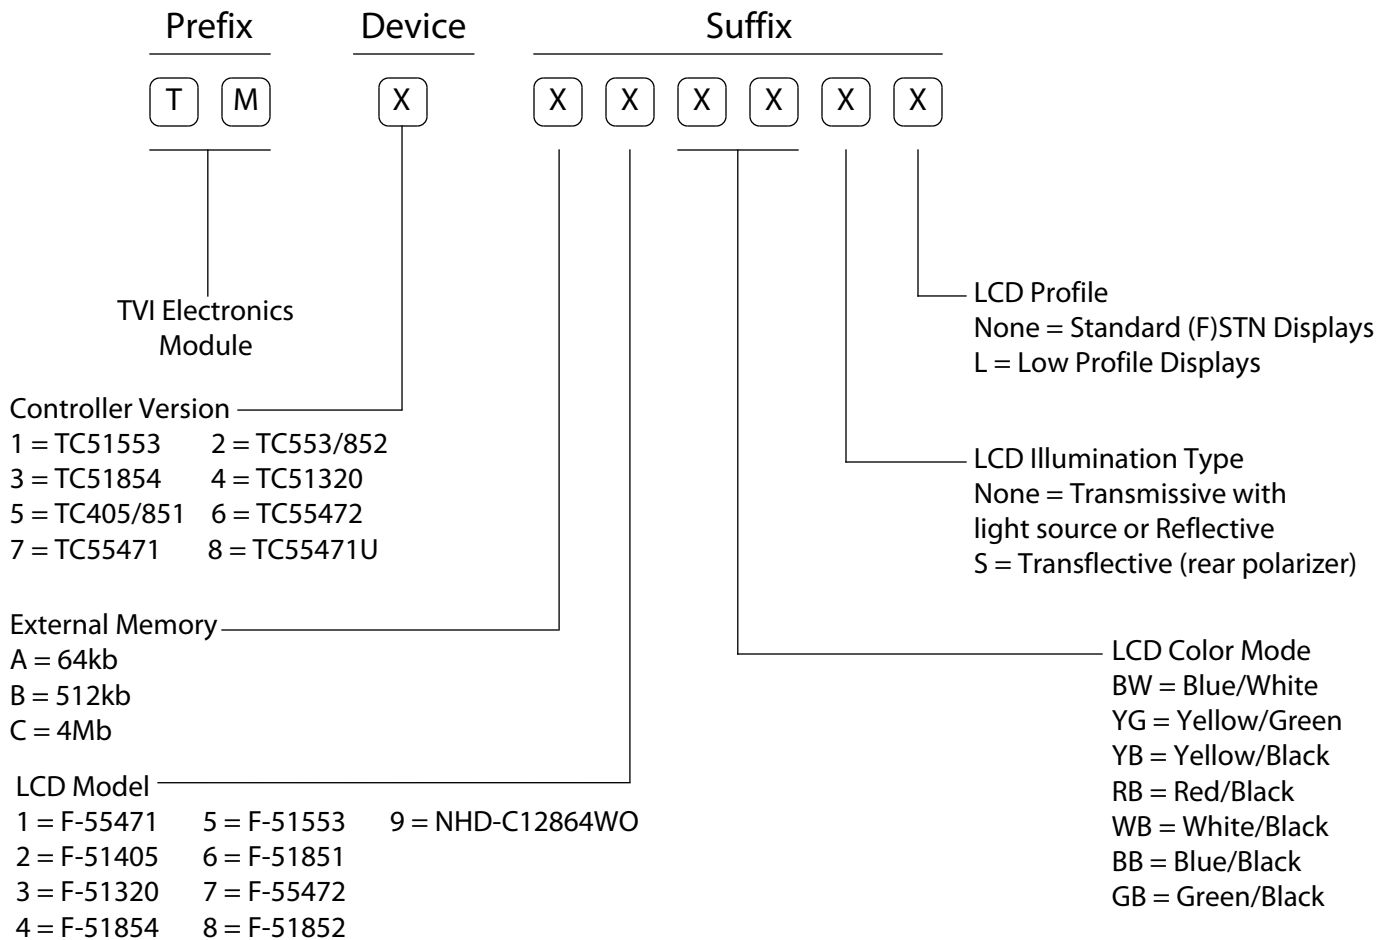 Prefix Device Suffix
T M X X X X X X X
TVI Electronics
Module
LCD Profile
None = Standard (F)STN Displays
L = Low Profile Displays
Controller Version
1 = TC51553 2 = TC553/852
3 = TC51854 4 = TC51320
5 = TC405/851 6 = TC55472
7 = TC55471 8 = TC55471U
LCD Illumination Type
None = Transmissive with
light source or Reflective
S = Transflective (rear polarizer)
External Memory
A = 64kb
B = 512kb
C = 4Mb
LCD Color Mode
BW = Blue/White
YG = Yellow/Green
YB = Yellow/Black
RB = Red/Black
WB = White/Black
BB = Blue/Black
GB = Green/Black
LCD Model
1 = F-55471 5 = F-51553 9 = NHD-C12864WO
2 = F-51405 6 = F-51851
3 = F-51320 7 = F-55472
4 = F-51854 8 = F-51852